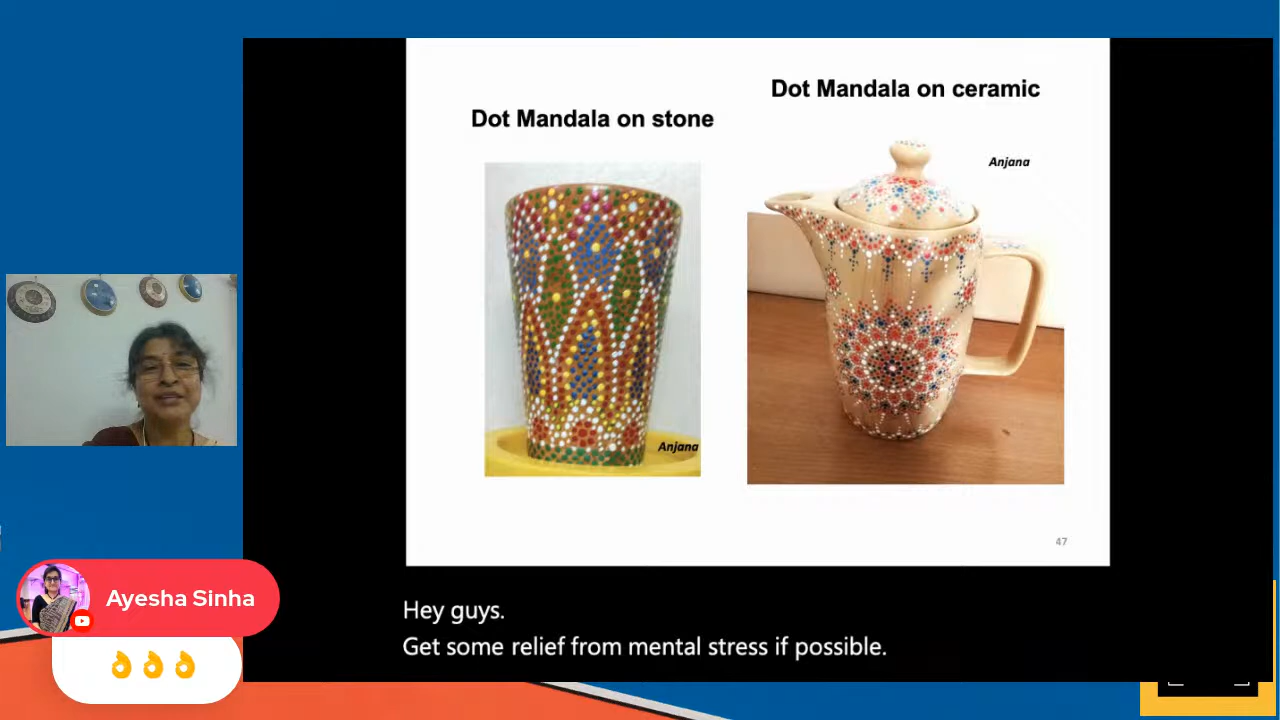 Dot Mandala on ceramic
Dot Mandala on stone
Anjana
Anjana
47
Ayesha Sinha
👌👌👌
Hey guys.
Get some relief from mental stress if possible.